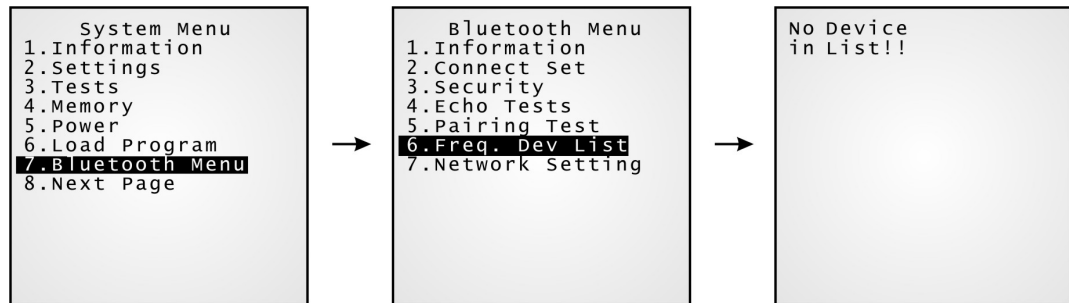 System Menu
1.Information
2.Settings
3.Tests
4.Memory
5.Power
6.Load Program
7.Bluetooth Menu
8.Next Page
Bluetooth Menu
1.Information
2.Connect Set
3.Security
4.Echo Tests
5.Pairing Test
6.Freq. Dev List
7.Network Setting
No Device
in List!!